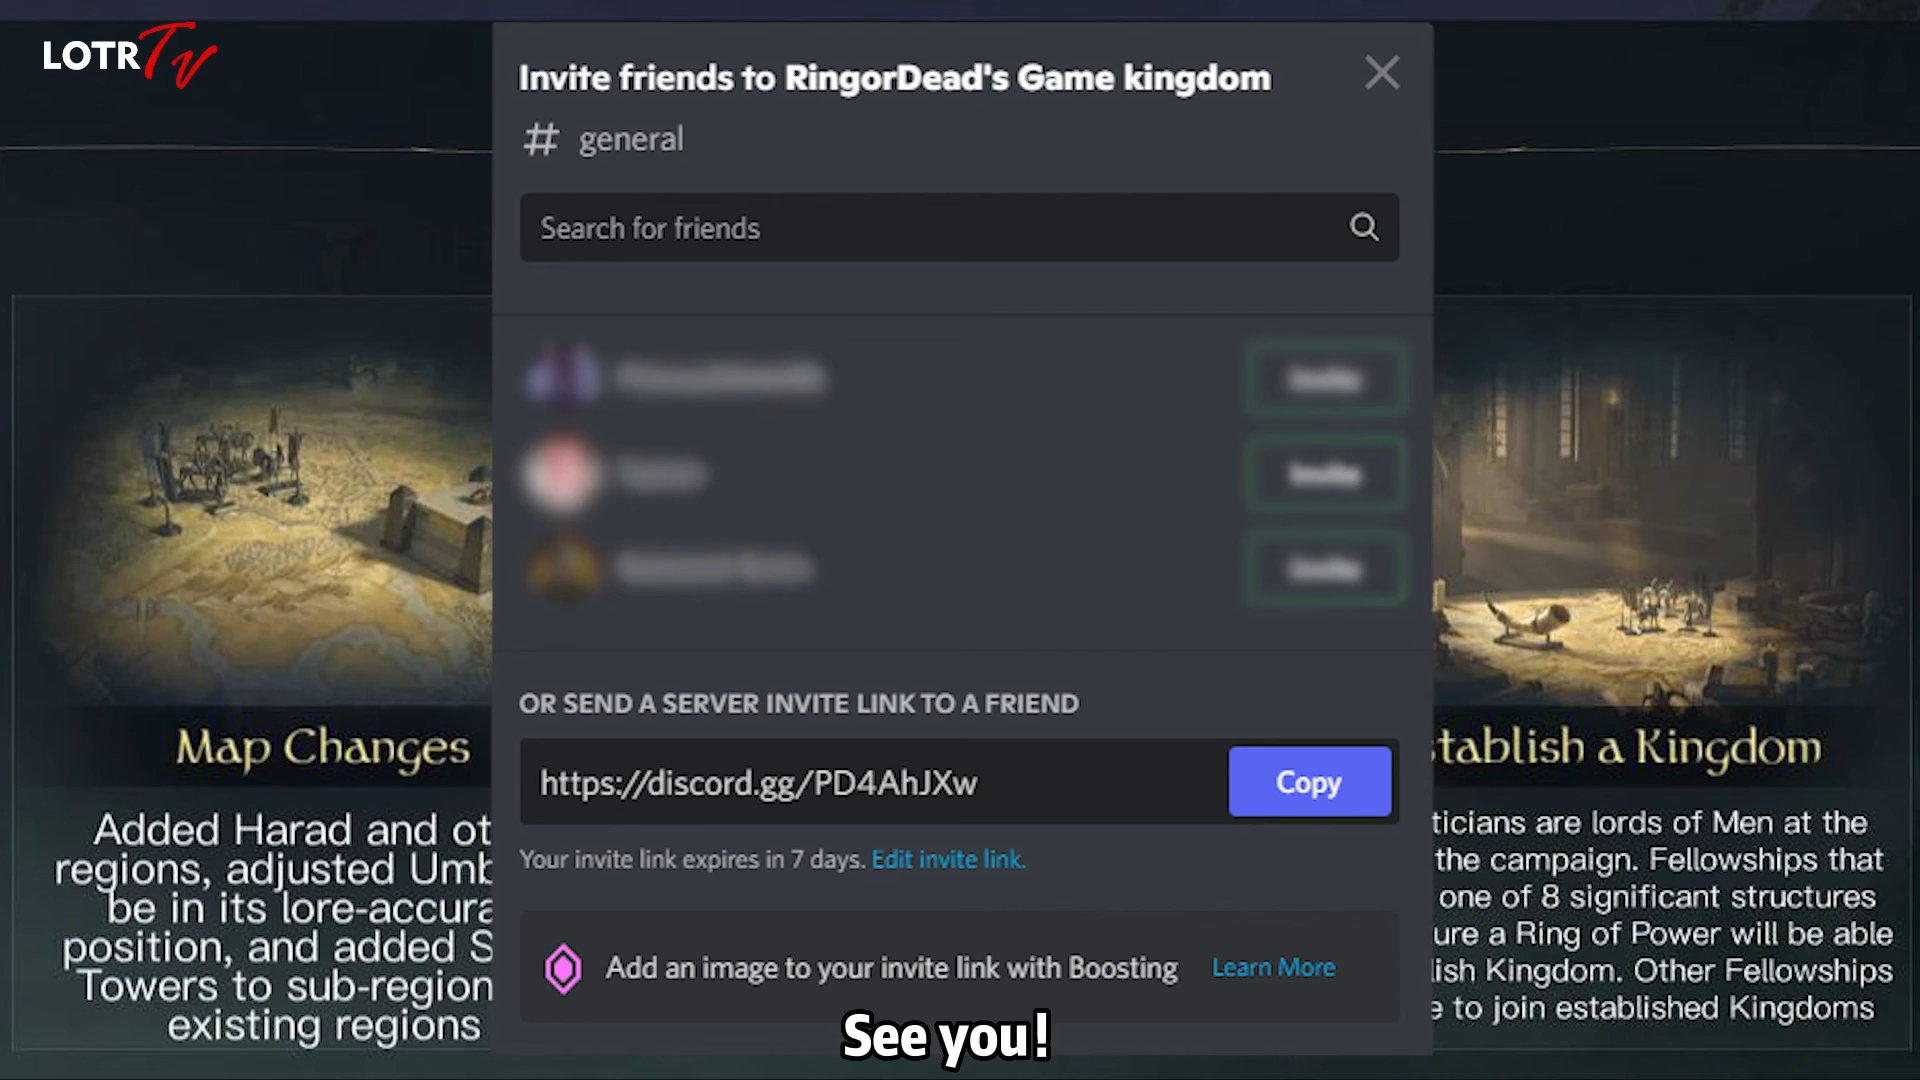 LOTRTV
Invite friends to RingorDead's Game kingdom
# general
Search for friends
OR SEND A SERVER INVITE LINK TO A FRIEND
https://discord.gg/PD4AhJXw
Copy
Your invite link expires in 7 days. Edit invite link.
Add an image to your invite link with Boosting
Learn More
See you!
Map Changes
Added Harad and ot
regions, adjusted Umb
be in its lore-accura
position, and added S
Towers to sub-region
existing regions
stablish a Kingdom
ticians are lords of Men at the
the campaign. Fellowships that
one of 8 significant structures
ure a Ring of Power will be able
lish Kingdom. Other Fellowships
e to join established Kingdoms